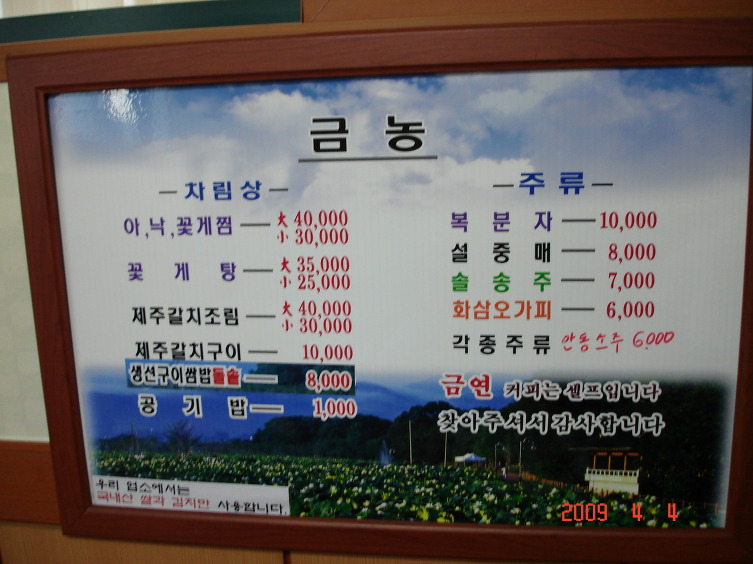 금 농
- 차림상 -
아,낙,꽃게찜 — 大 40,000
小 30,000
꽃 게 탕 — 大 35,000
小 25,000
제주갈치조림 — 大 40,000
小 30,000
제주갈치구이 — 10,000
생선구이쌈밥돌솥 — 8,000
공 기 밥 — 1,000
- 주 류 -
복 분 자 — 10,000
설 중 매 — 8,000
솔 송 주 — 7,000
화삼오가피 — 6,000
각종주류 안동소주 6.000
금연 커피는 셀프입니다
찾아주셔서감사합니다
우리 업소에서는
국내산 쌀과 김치만 사용합니다.
2009 4 4